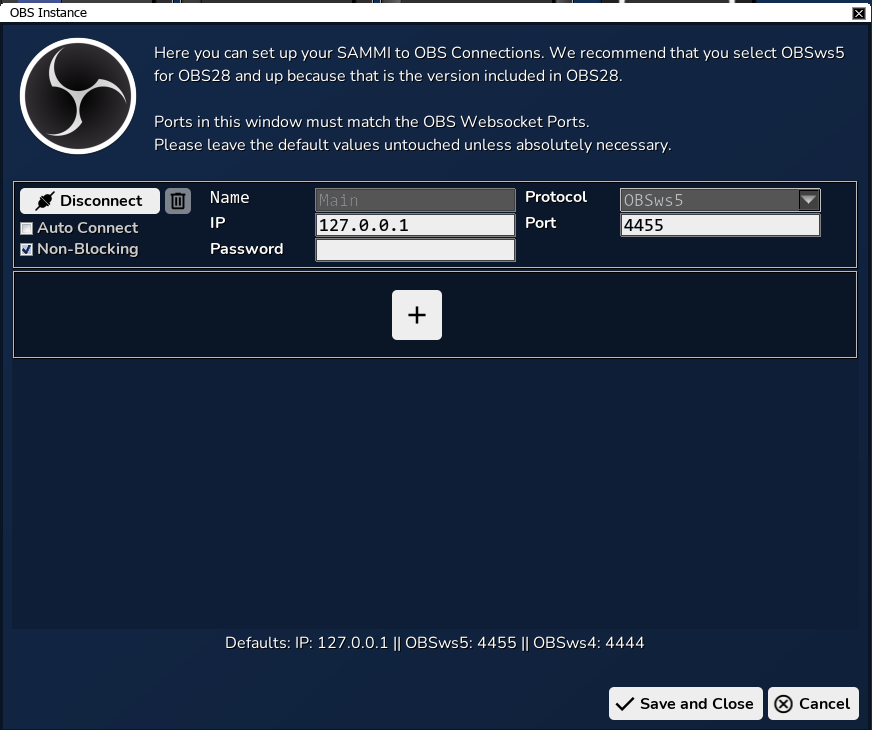 OBS Instance
Here you can set up your SAMMI to OBS Connections. We recommend that you select OBSws5
for OBS28 and up because that is the version included in OBS28.
Ports in this window must match the OBS Websocket Ports.
Please leave the default values untouched unless absolutely necessary.
Disconnect
Name
Main
Protocol
OBSws5
Auto Connect
IP
127.0.0.1
Port
4455
Non-Blocking
Password
+
Defaults: IP: 127.0.0.1 || OBSws5: 4455 || OBSws4: 4444
Save and Close
Cancel